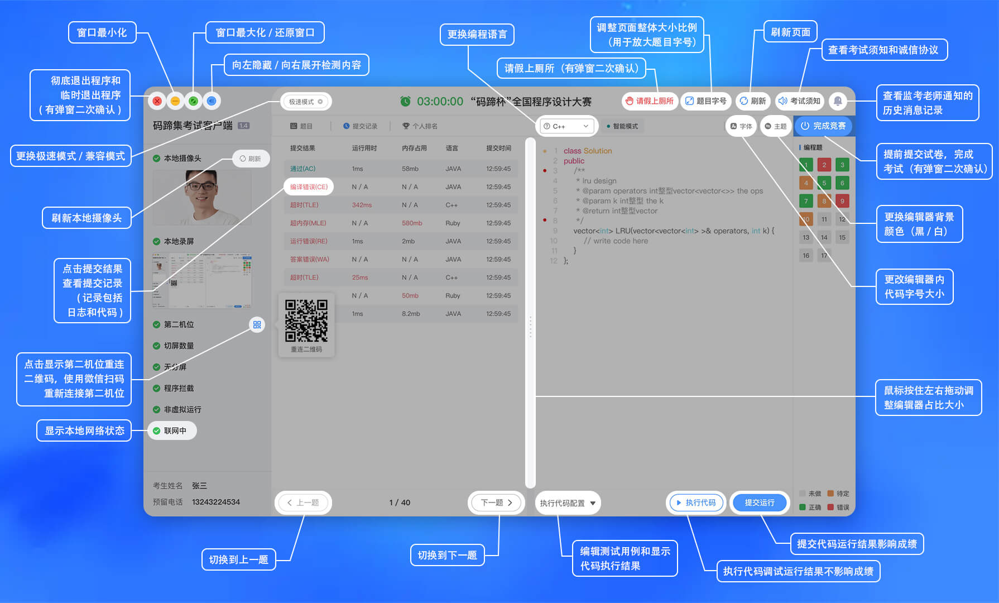 窗口最小化
窗口最大化 / 还原窗口
向左隐藏 / 向右展开检测内容
彻底退出程序和
临时退出程序
( 有弹窗二次确认 )
更换编程语言
请假上厕所（有弹窗二次确认）
调整页面整体大小比例
（用于放大题目字号）
刷新页面
查看考试须知和诚信协议
查看监考老师通知的
历史消息记录
极速模式
03:00:00
“码蹄杯”全国程序设计大赛
请假上厕所
题目字号
刷新
考试须知
码蹄集考试客户端 1.4
题目
提交记录
个人排名
C++
智能模式
字体
主题
完成竞赛
更换极速模式 / 兼容模式
本地摄像头
刷新
刷新本地摄像头
本地录屏
点击提交结果
查看提交记录
( 记录包括
日志和代码 )
第二机位
切屏数量
无分屏
程序拦截
非虚拟运行
联网中
点击显示第二机位重连
二维码，使用微信扫码
重新连接第二机位
显示本地网络状态
考生姓名 张三
预留电话 13243224534
提交结果 运行用时 内存占用 语言 提交时间
通过(AC) 1ms 58mb JAVA 12:59:45
编译错误(CE) N / A N / A JAVA 12:59:45
超时(TLE) 342ms N / A C++ 12:59:45
超内存(MLE) N / A 580mb Ruby 12:59:45
运行错误(RE) 1ms 2mb JAVA 12:59:45
答案错误(WA) N / A N / A JAVA 12:59:45
超时(TLE) 25ms N / A C++ 12:59:45
N / A 50mb Ruby 12:59:45
1ms 8.2mb JAVA 12:59:45
重连二维码
1 class Solution
2 public
3 /**
4 * lru design
5 * @param operators int整型vector<vector<>> the ops
6 * @param k int整型 the k
7 * @return int整型vector
8 */
9 vector<int> LRU(vector<vector<int> >& operators, int k) {
10 // write code here
11 }
12 };
编程题
1 2 3
4 5 6
7 8 9
10 11 12
13 14 15
16 17
未做 待定
正确 错误
提前提交试卷，完成
考试（有弹窗二次确认）
更换编辑器背景
颜色（黑 / 白）
更改编辑器内
代码字号大小
鼠标按住左右拖动调
整编辑器占比大小
上一题
1 / 40
下一题
执行代码配置
执行代码
提交运行
切换到上一题
切换到下一题
编辑测试用例和显示
代码执行结果
提交代码运行结果影响成绩
执行代码调试运行结果不影响成绩